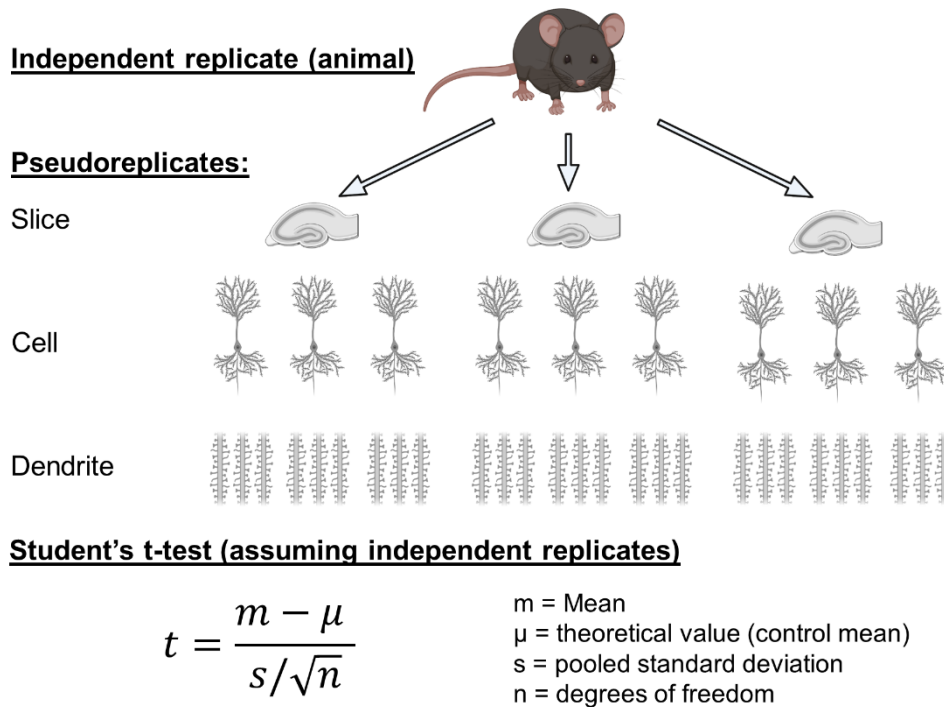 Independent replicate (animal)
Pseudoreplicates:
Slice
Cell
Dendrite
Student’s t-test (assuming independent replicates)
t = (m − μ) / (s/√n)
m = Mean
μ = theoretical value (control mean)
s = pooled standard deviation
n = degrees of freedom